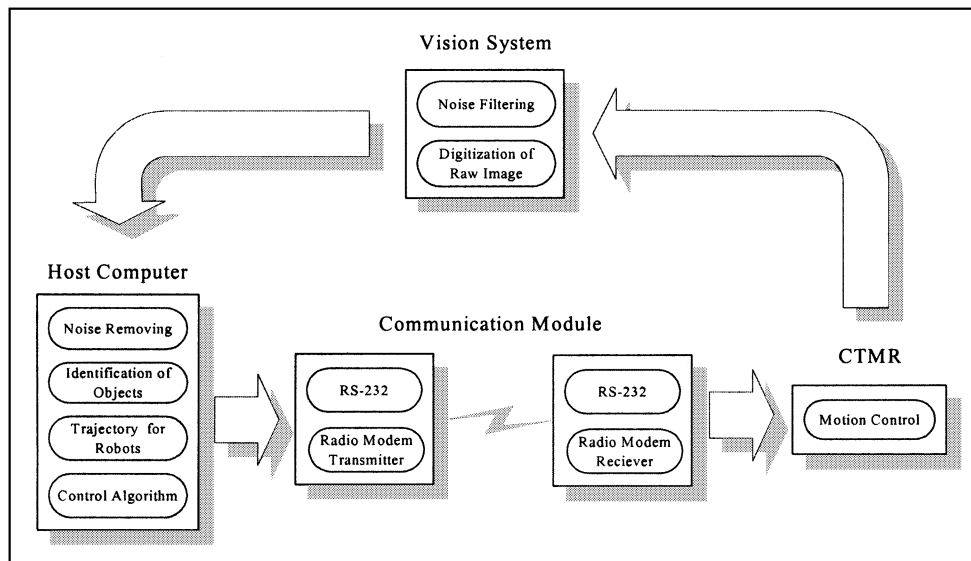 Vision System
Noise Filtering
Digitization of
Raw Image
Host Computer
Noise Removing
Identification of
Objects
Trajectory for
Robots
Control Algorithm
Communication Module
RS-232
Radio Modem
Transmitter
RS-232
Radio Modem
Reciever
CTMR
Motion Control